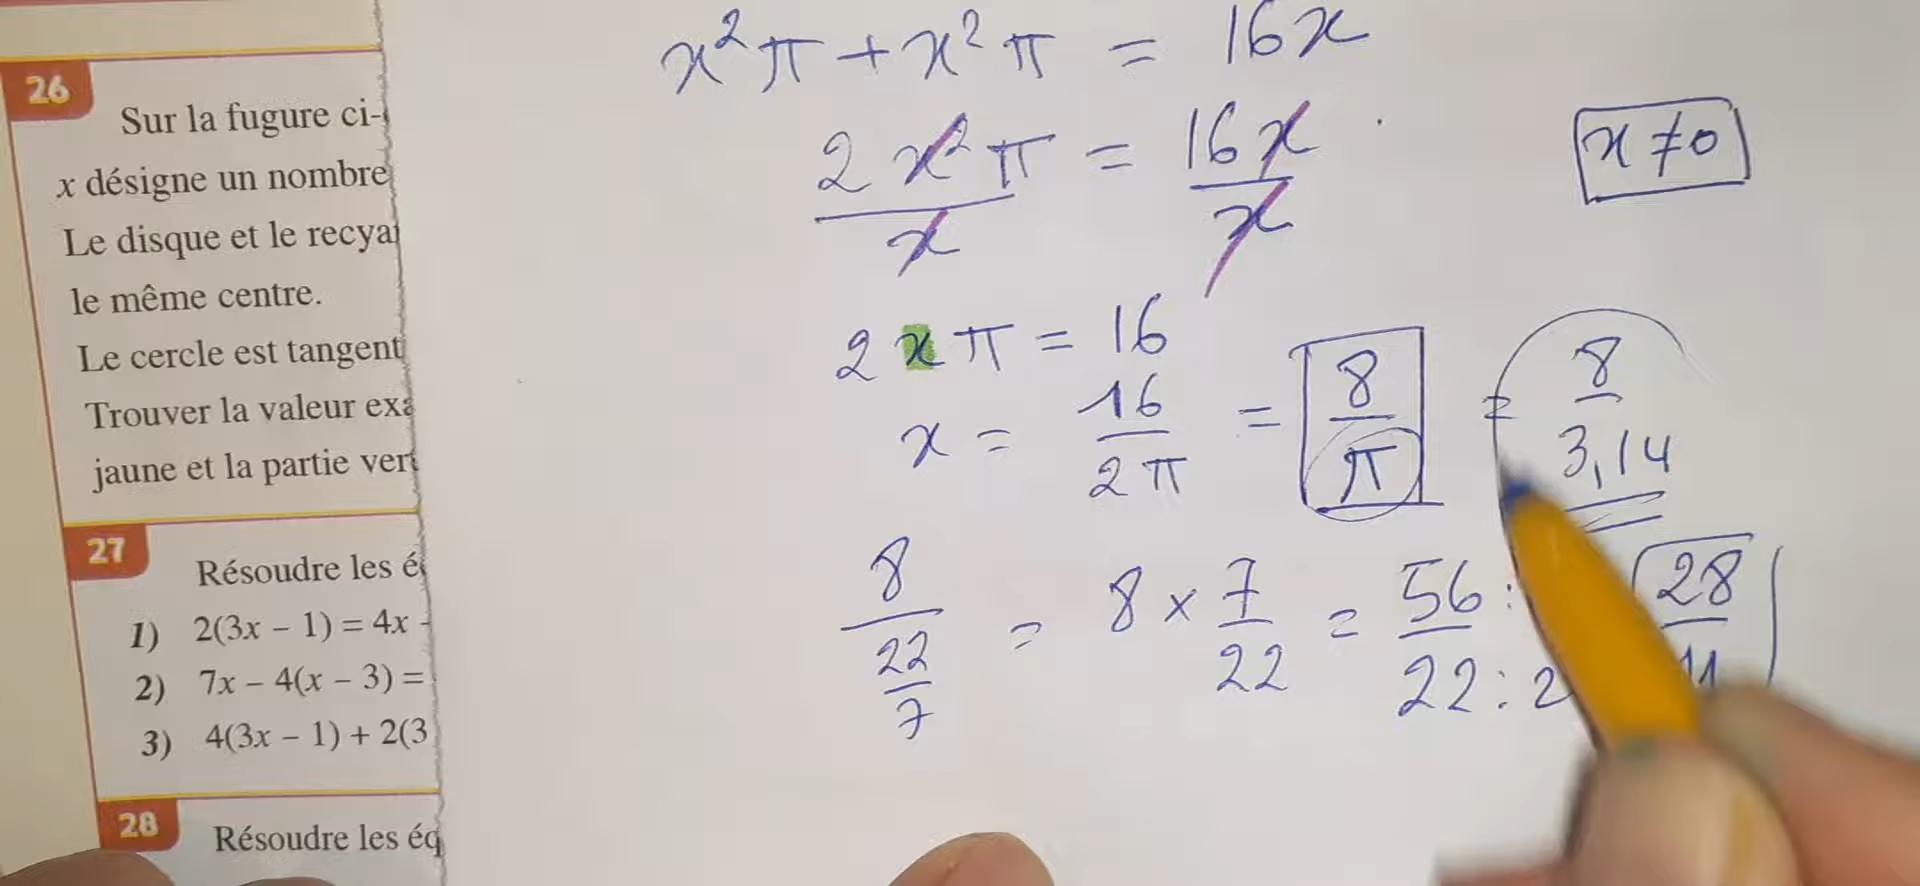 26
Sur la fugure ci-
x désigne un nombre
Le disque et le recya
le même centre.
Le cercle est tangent
Trouver la valeur exa
jaune et la partie ver
27
Résoudre les é
1) 2(3x – 1) = 4x
2) 7x – 4(x – 3) =
3) 4(3x – 1) + 2(3
28
Résoudre les éq
x²π + x²π = 16x
2x²π/x = 16x/x
x ≠ 0
2xπ = 16
x = 16/2π = 8/π = 8/3,14
8/(22/7) = 8 × 7/22 = 56:/22:2 28/11